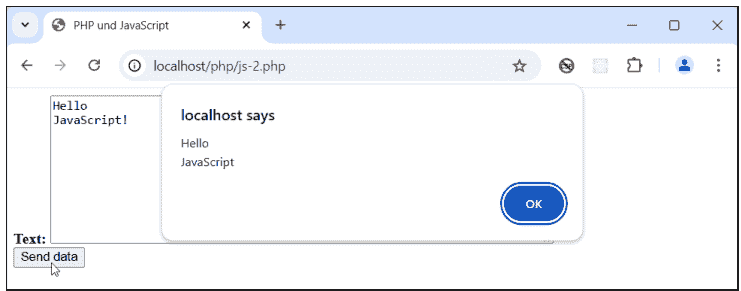 PHP und JavaScript
localhost/php/js-2.php
Hello
JavaScript!
localhost says
Hello
JavaScript
OK
Text:
Send data